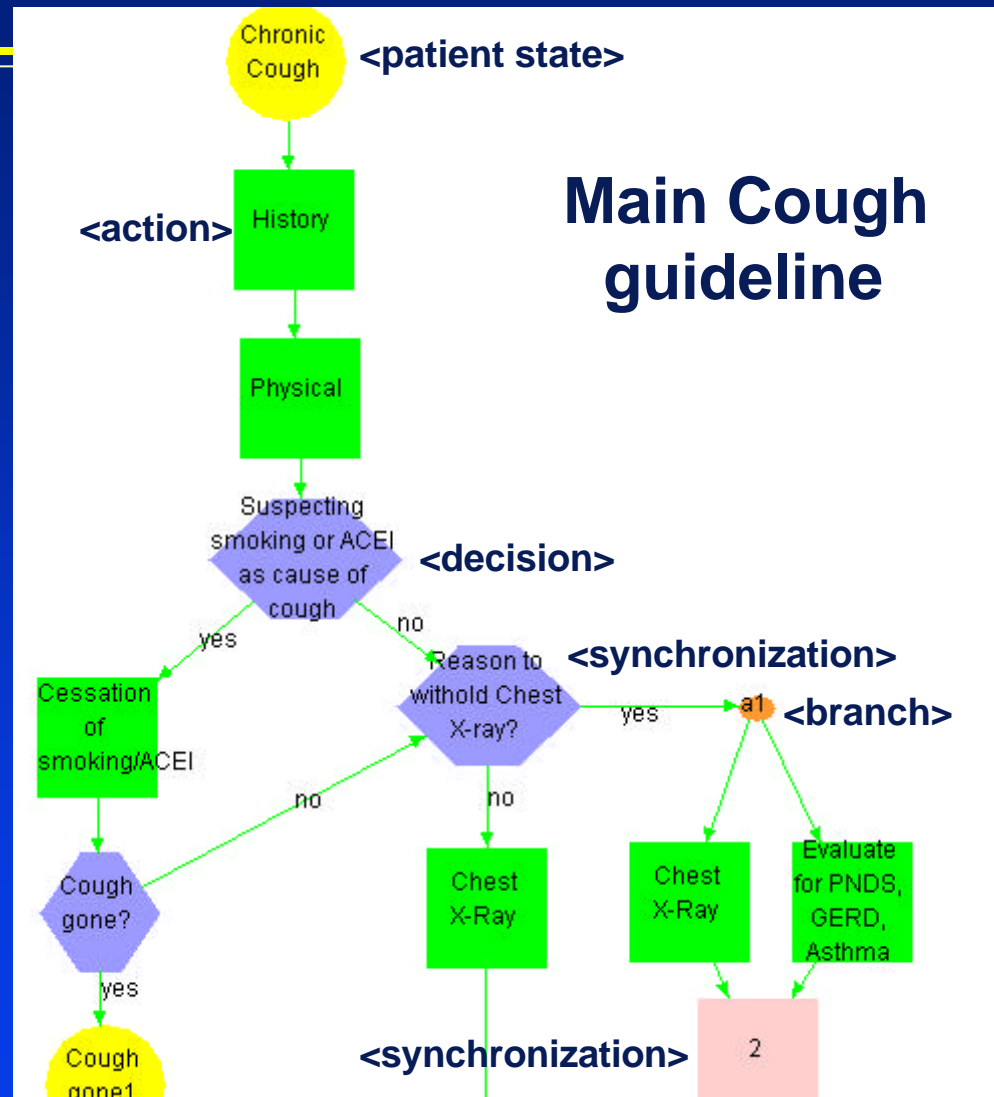 Chronic
Cough
<patient state>
Main Cough
guideline
<action>
History
Physical
Suspecting
smoking or ACEI
as cause of
cough
<decision>
yes
no
<synchronization>
Reason to
withold Chest
X-ray?
yes
a1
<branch>
Cessation
of
smoking/ACEI
no
no
Cough
gone?
Chest
X-Ray
Chest
X-Ray
Evaluate
for PNDS,
GERD,
Asthma
yes
<synchronization>
2
Cough
gone1